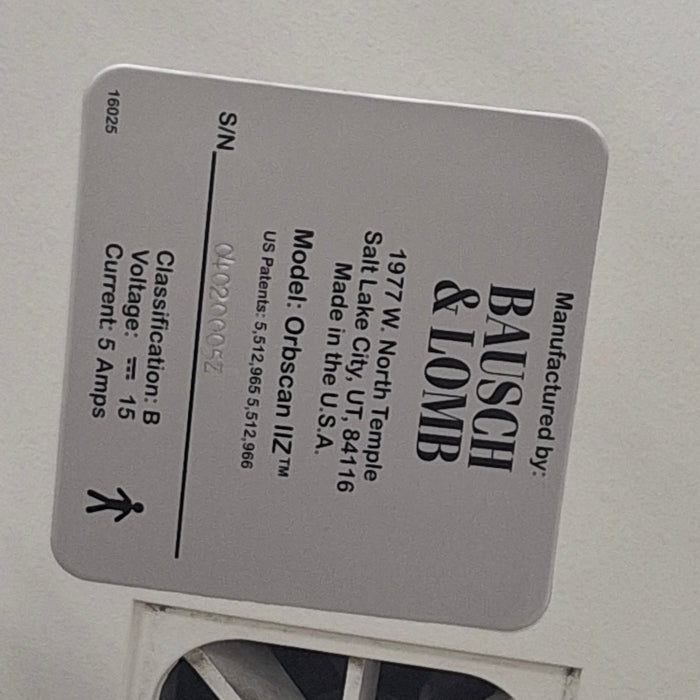 Manufactured by:
BAUSCH
& LOMB
1977 W. North Temple
Salt Lake City, UT, 84116
Made in the U.S.A.
Model: Orbscan IIZ™
US Patents: 5,512,965 5,512,966
S/N
Classification: B
Voltage: ⎓ 15
Current: 5 Amps
16025